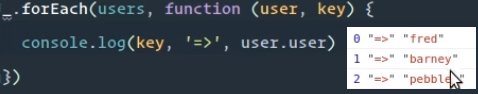 _.forEach(users, function (user, key) {
console.log(key, '=>', user.user)
})
0 "=>" "fred"
1 "=>" "barney"
2 "=>"